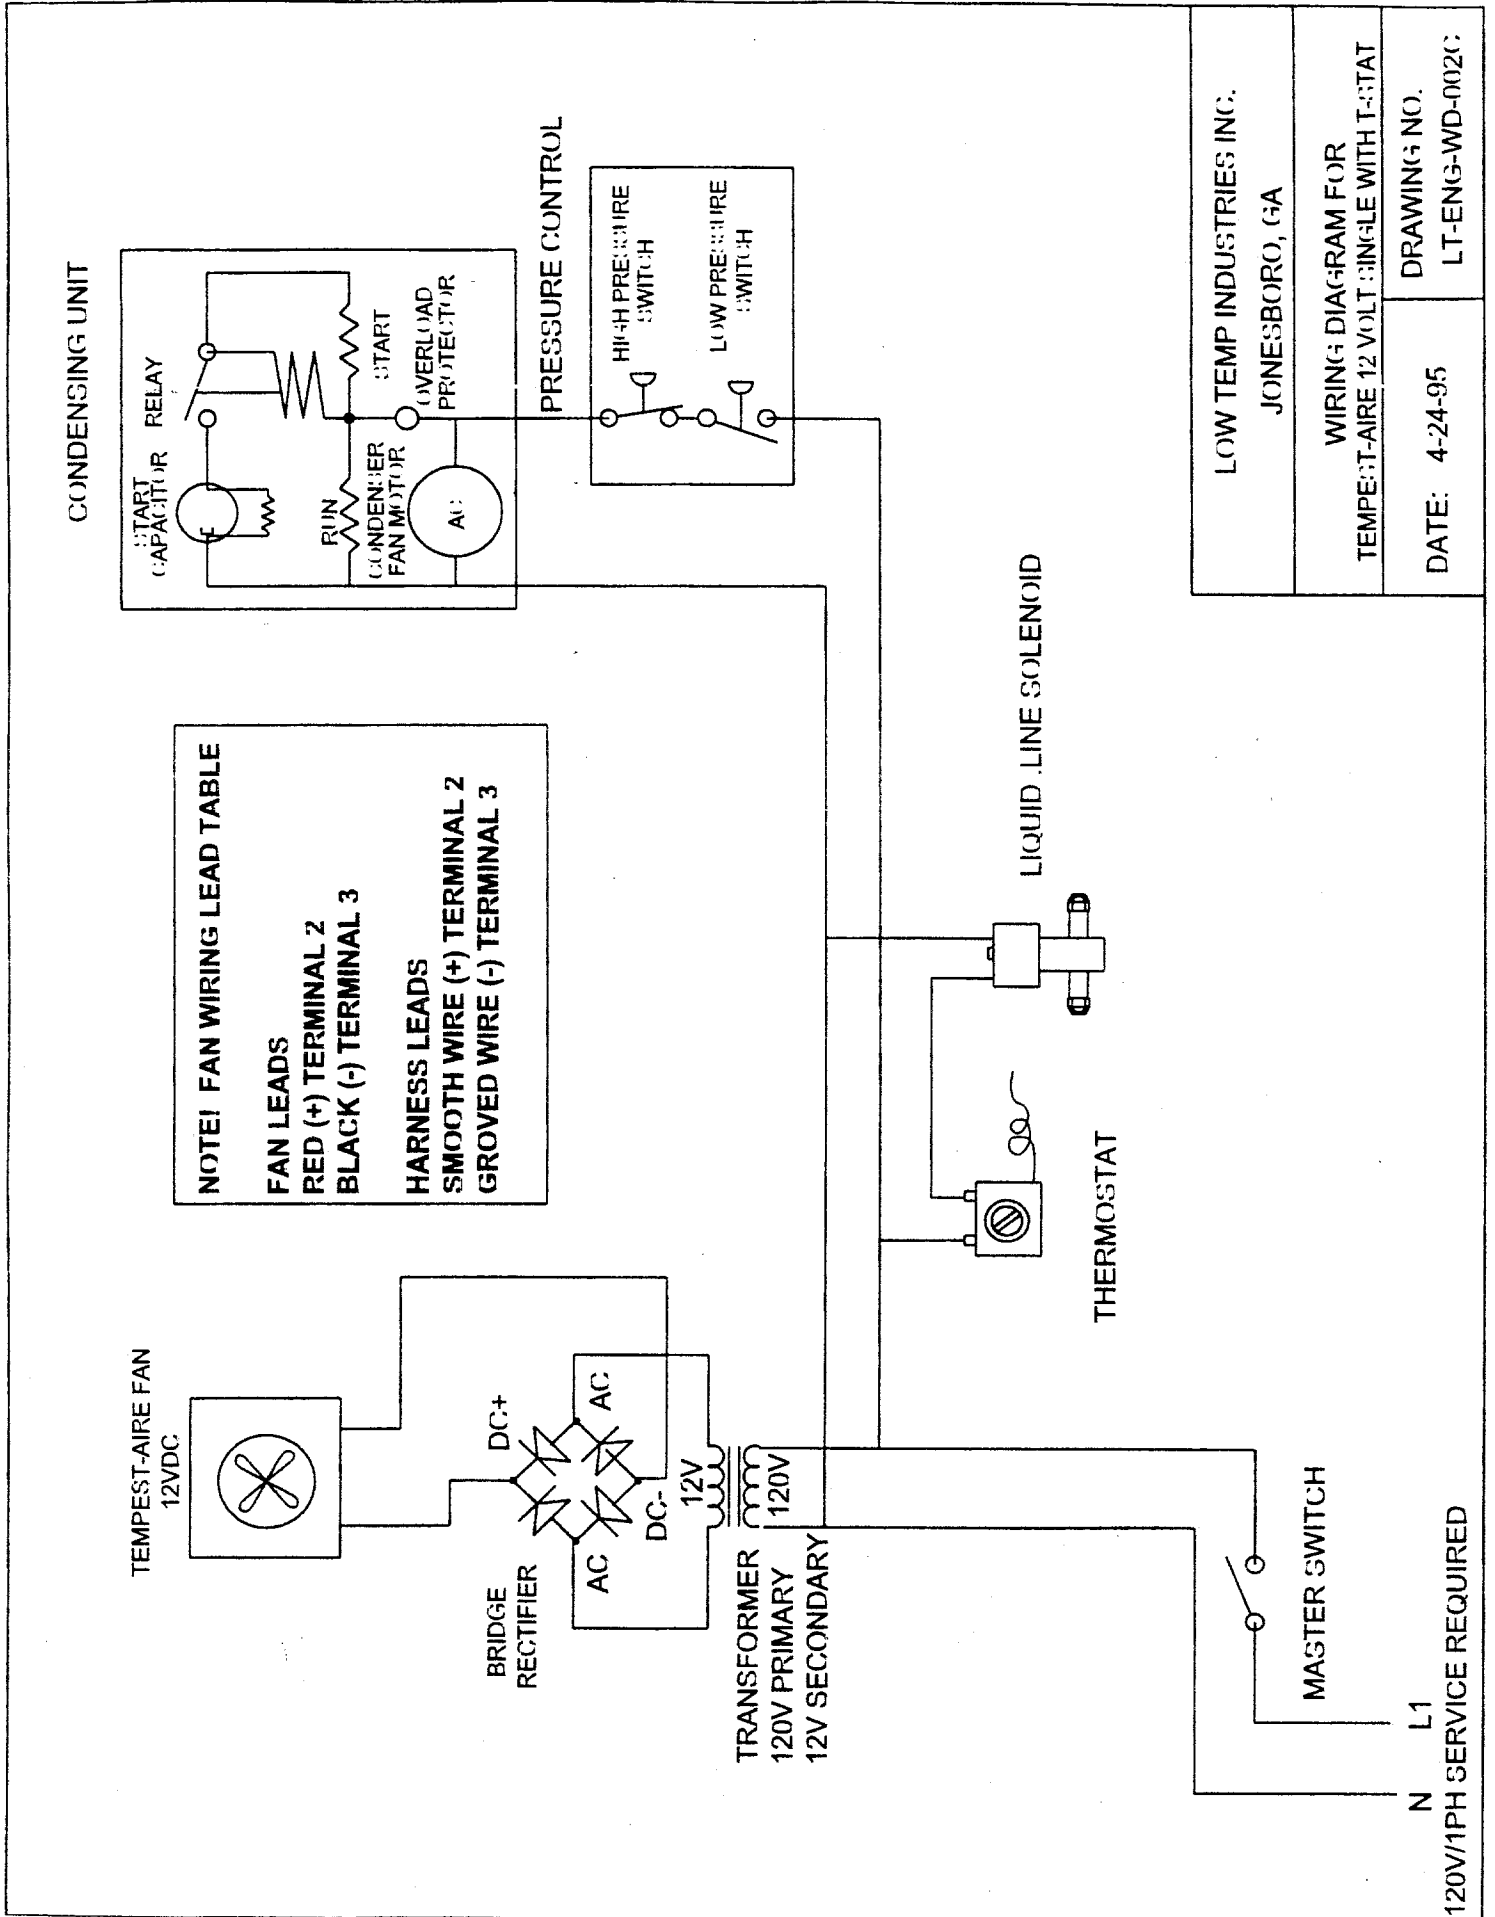 CONDENSING UNIT
START
CAPACITOR
RELAY
RUN
START
CONDENSER
FAN MOTOR
AC
OVERLOAD
PROTECTOR
PRESSURE CONTROL
HIGH PRESSURE
SWITCH
LOW PRESSURE
SWITCH
NOTE! FAN WIRING LEAD TABLE
FAN LEADS
RED (+) TERMINAL 2
BLACK (-) TERMINAL 3
HARNESS LEADS
SMOOTH WIRE (+) TERMINAL 2
GROVED WIRE (-) TERMINAL 3
TEMPEST-AIRE FAN
12VDC
DC+
AC
AC
DC-
BRIDGE
RECTIFIER
12V
120V
TRANSFORMER
120V PRIMARY
12V SECONDARY
LIQUID LINE SOLENOID
THERMOSTAT
MASTER SWITCH
N L1
120V/1PH SERVICE REQUIRED
LOW TEMP INDUSTRIES INC.
JONESBORO, GA
WIRING DIAGRAM FOR
TEMPEST-AIRE 12 VOLT SINGLE WITH T-STAT
DATE: 4-24-95
DRAWING NO.
LT-ENG-WD-002C